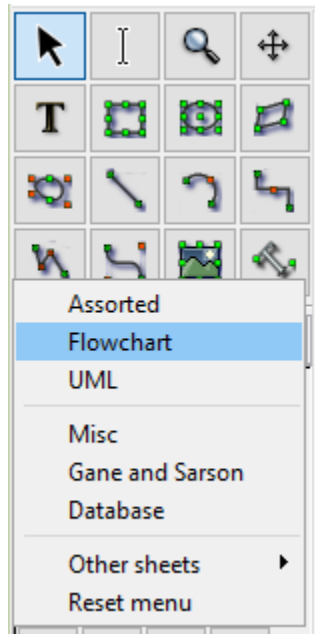 T
Assorted
Flowchart
UML
Misc
Gane and Sarson
Database
Other sheets
Reset menu